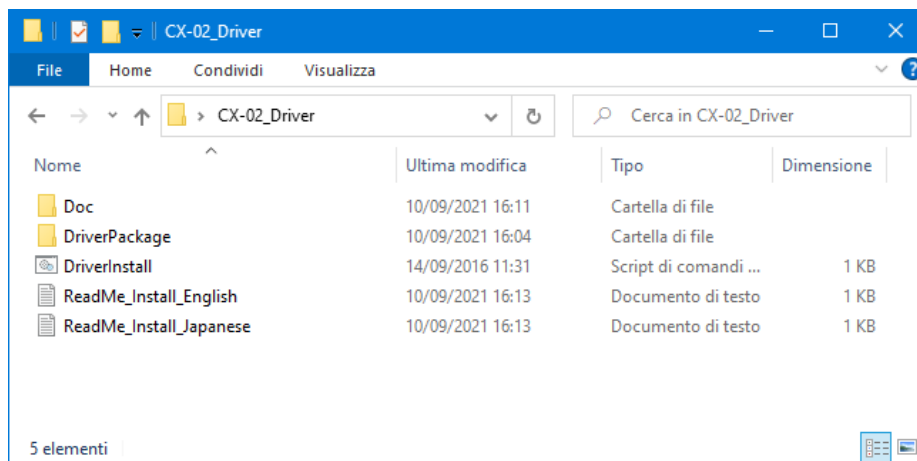 CX-02_Driver
File Home Condividi Visualizza
CX-02_Driver Cerca in CX-02_Driver
Nome Ultima modifica Tipo Dimensione
Doc 10/09/2021 16:11 Cartella di file
DriverPackage 10/09/2021 16:04 Cartella di file
DriverInstall 14/09/2016 11:31 Script di comandi ... 1 KB
ReadMe_Install_English 10/09/2021 16:13 Documento di testo 1 KB
ReadMe_Install_Japanese 10/09/2021 16:13 Documento di testo 1 KB
5 elementi